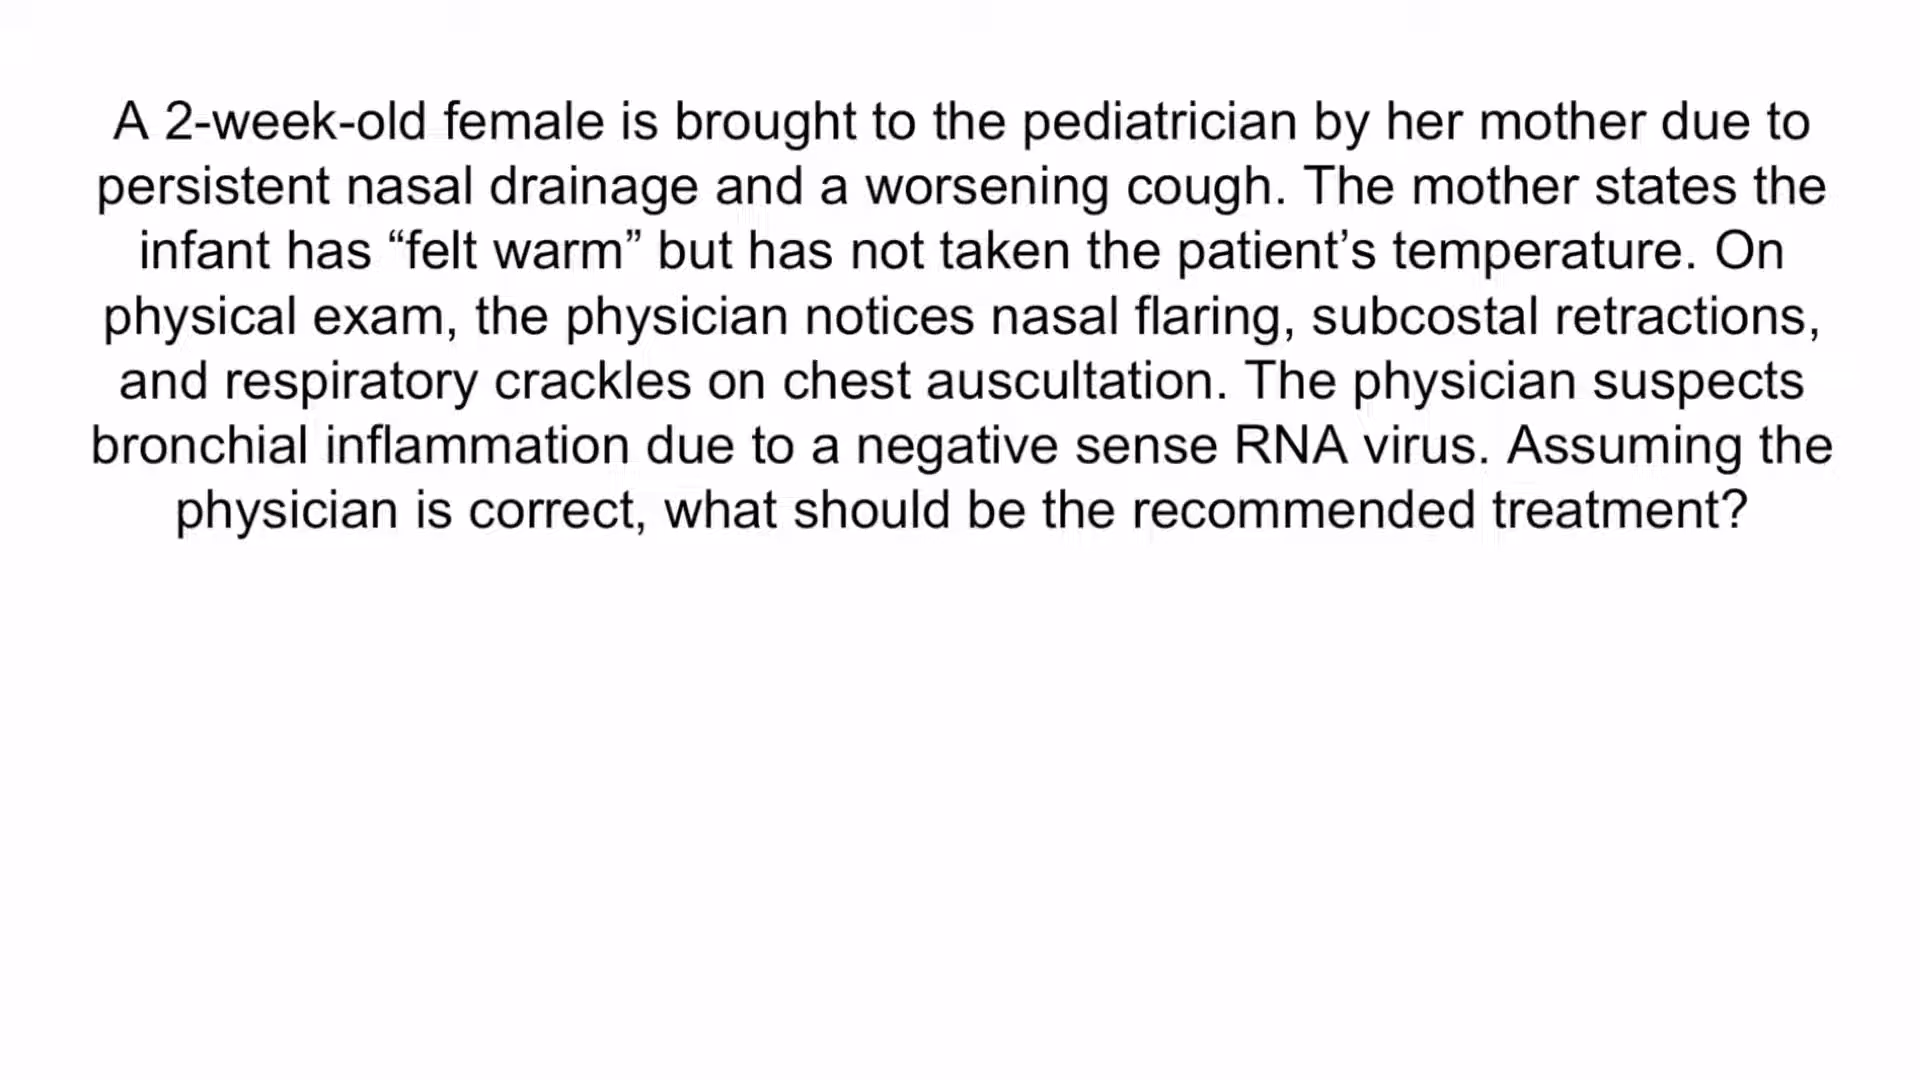 A 2-week-old female is brought to the pediatrician by her mother due to
persistent nasal drainage and a worsening cough. The mother states the
infant has “felt warm” but has not taken the patient’s temperature. On
physical exam, the physician notices nasal flaring, subcostal retractions,
and respiratory crackles on chest auscultation. The physician suspects
bronchial inflammation due to a negative sense RNA virus. Assuming the
physician is correct, what should be the recommended treatment?